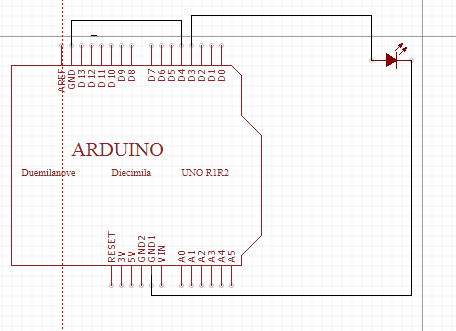 AREF GND D13 D12 D11 D10 D9 D8 D7 D6 D5 D4 D3 D2 D1 D0
ARDUINO
Duemilanove Diecimila UNO R1R2
RESET 3V 5V GND2 GND1 VIN A0 A1 A2 A3 A4 A5